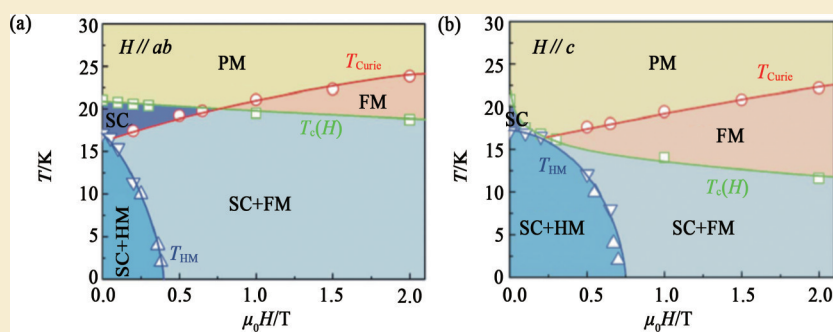 (a)
30
25
20
15
10
5
0
T/K
H // ab
PM
T_Curie
FM
SC
T_c(H)
SC+FM
SC+HM
T_HM
0.0 0.5 1.0 1.5 2.0
μ₀H/T
(b)
30
25
20
15
10
5
0
T/K
H // c
PM
T_Curie
SC
FM
T_HM
T_c(H)
SC+HM
SC+FM
0.0 0.5 1.0 1.5 2.0
μ₀H/T